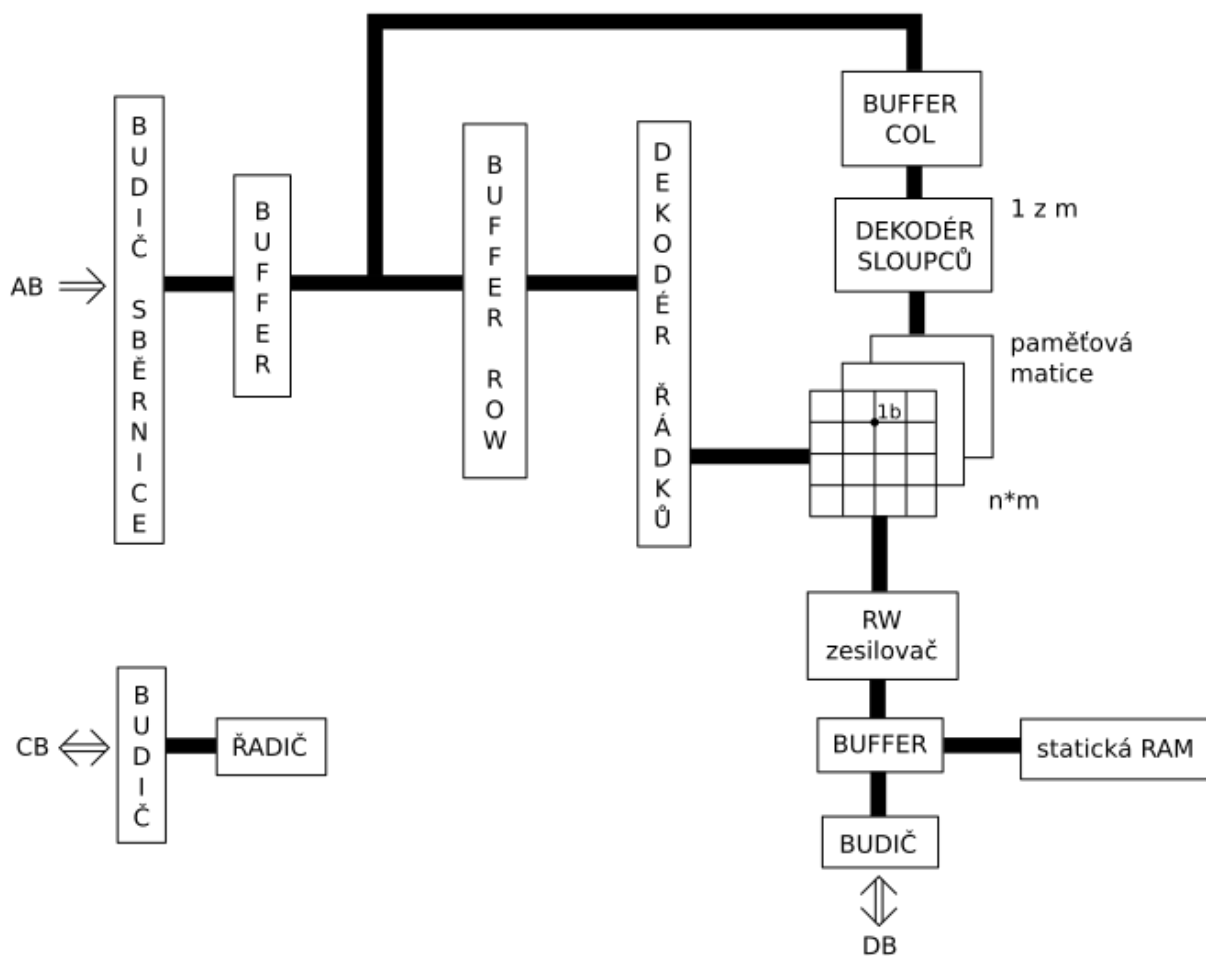 BUFFER
COL
1 z m
DEKODÉR
SLOUPCŮ
AB
BUDIČ SBĚRNICE
BUFFER
BUFFER ROW
DEKODÉR ŘÁDKŮ
paměťová
matice
1b
n*m
RW
zesilovač
CB
BUDIČ
ŘADIČ
BUFFER
statická RAM
BUDIČ
DB